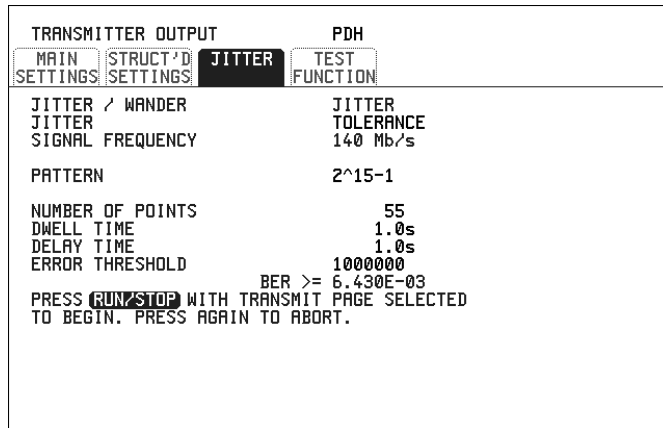 TRANSMITTER OUTPUT PDH
MAIN SETTINGS STRUCT'D SETTINGS JITTER TEST FUNCTION
JITTER / WANDER JITTER
JITTER TOLERANCE
SIGNAL FREQUENCY 140 Mb/s
PATTERN 2^15-1
NUMBER OF POINTS 55
DWELL TIME 1.0s
DELAY TIME 1.0s
ERROR THRESHOLD 1000000
BER >= 6.430E-03
PRESS RUN/STOP WITH TRANSMIT PAGE SELECTED
TO BEGIN. PRESS AGAIN TO ABORT.